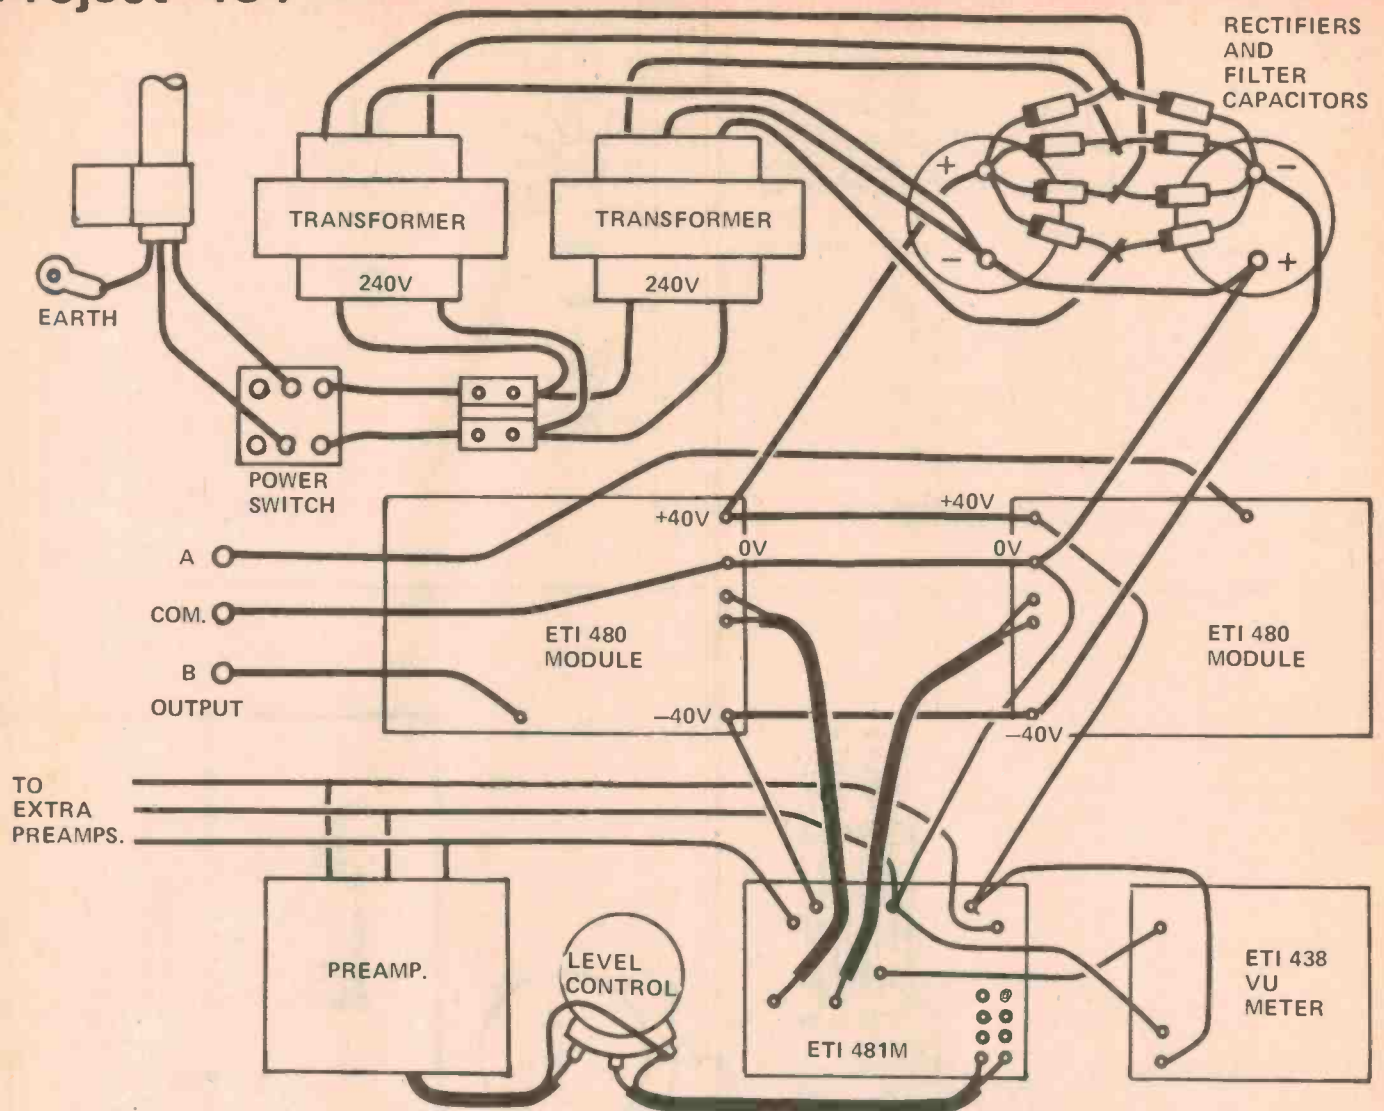 RECTIFIERS
AND
FILTER
CAPACITORS
+
−
−
+
TRANSFORMER
TRANSFORMER
240V
240V
EARTH
POWER
SWITCH
+40V
+40V
0V
0V
A
COM.
B
OUTPUT
ETI 480
MODULE
ETI 480
MODULE
−40V
−40V
TO
EXTRA
PREAMPS.
PREAMP.
LEVEL
CONTROL
ETI 481M
ETI 438
VU
METER